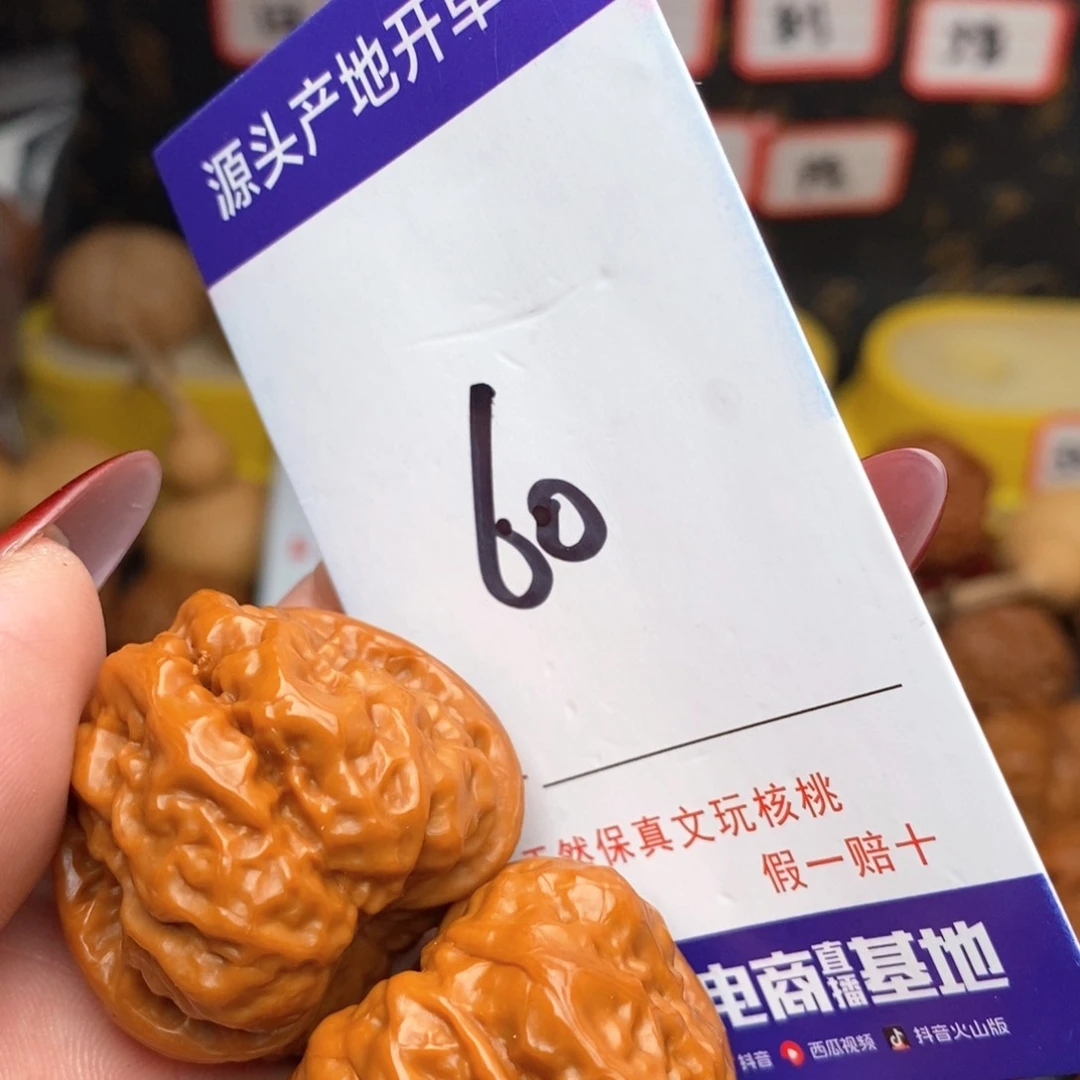 源头产地开
60
然保真文玩核桃
假一赔十
电商直播基地
抖音 西瓜视频 抖音火山版